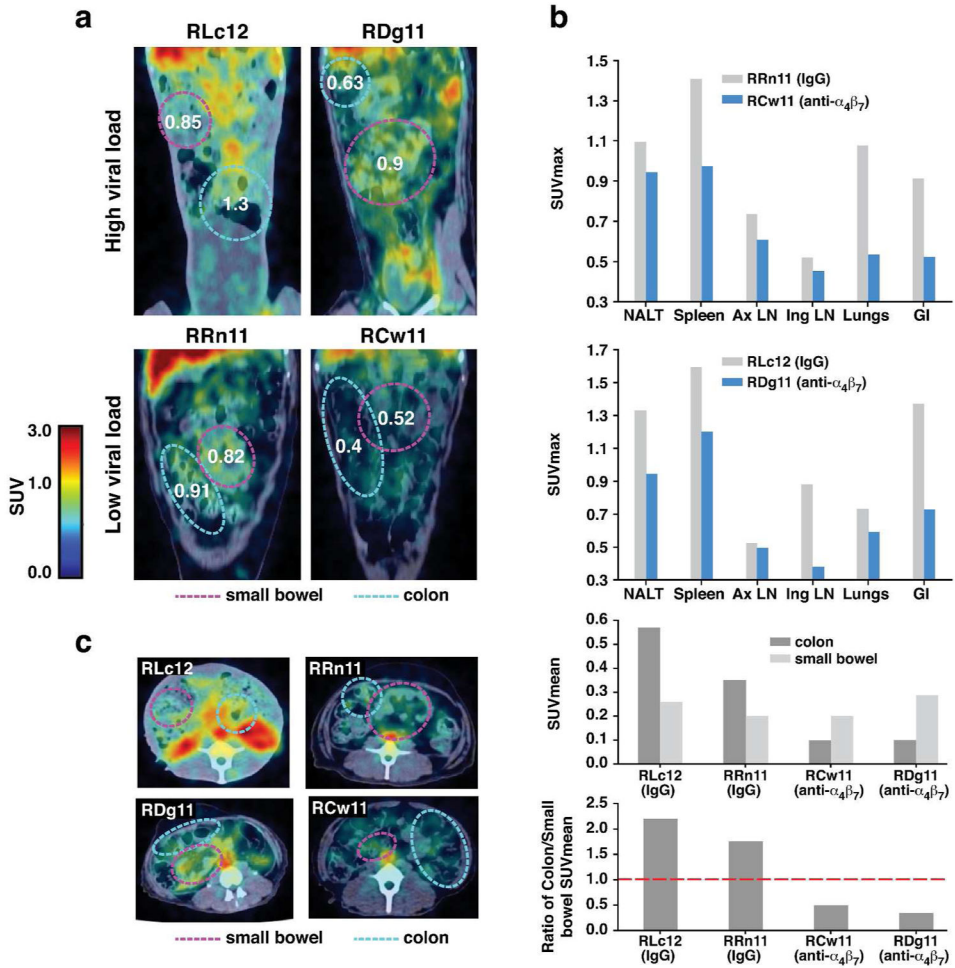 a
RLc12
RDg11
High viral load
0.85
1.3
0.63
0.9
RRn11
RCw11
Low viral load
0.82
0.91
0.52
0.4
SUV
3.0
1.0
0.0
small bowel
colon
b
RRn11 (IgG)
RCw11 (anti-α4β7)
SUVmax
1.5
1.3
1.1
0.9
0.7
0.5
0.3
NALT Spleen Ax LN Ing LN Lungs GI
RLc12 (IgG)
RDg11 (anti-α4β7)
SUVmax
1.7
1.5
1.3
1.1
0.9
0.7
0.5
0.3
NALT Spleen Ax LN Ing LN Lungs GI
colon
small bowel
SUVmean
0.6
0.5
0.3
0.2
0.1
0.0
RLc12 RRn11 RCw11 RDg11
(IgG) (IgG) (anti-α4β7) (anti-α4β7)
Ratio of Colon/Small
bowel SUVmean
2.5
2.0
1.5
1.0
0.5
0.0
RLc12 RRn11 RCw11 RDg11
(IgG) (IgG) (anti-α4β7) (anti-α4β7)
c
RLc12
RRn11
RDg11
RCw11
small bowel
colon